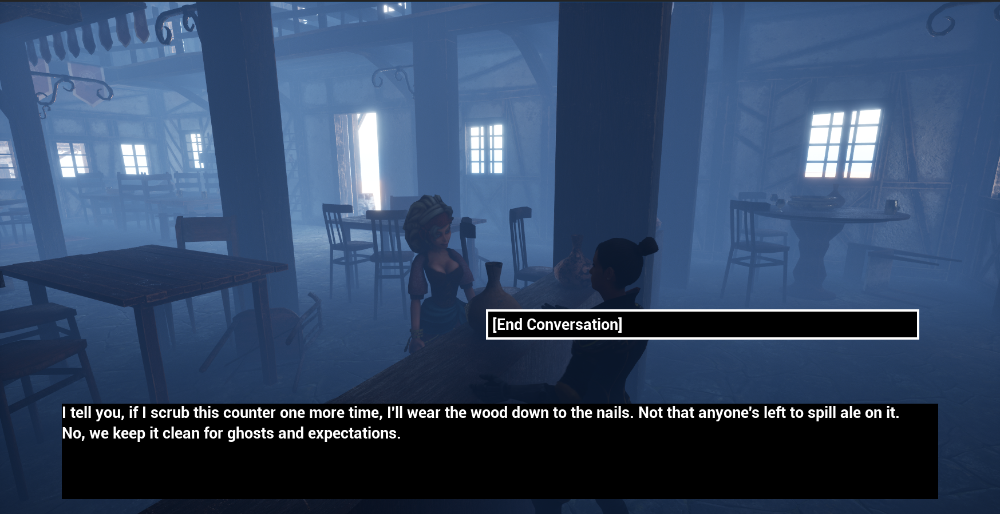 [End Conversation]
I tell you, if I scrub this counter one more time, I'll wear the wood down to the nails. Not that anyone's left to spill ale on it.
No, we keep it clean for ghosts and expectations.